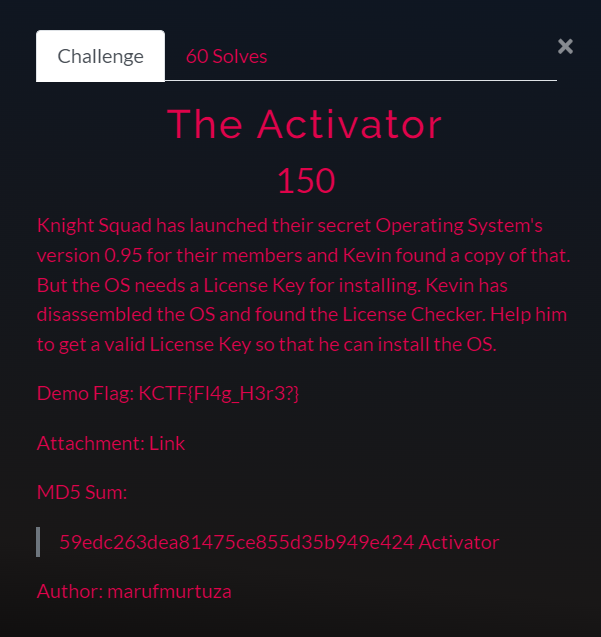 Challenge
60 Solves
×
The Activator
150
Knight Squad has launched their secret Operating System's
version 0.95 for their members and Kevin found a copy of that.
But the OS needs a License Key for installing. Kevin has
disassembled the OS and found the License Checker. Help him
to get a valid License Key so that he can install the OS.
Demo Flag: KCTF{Fl4g_H3r3?}
Attachment: Link
MD5 Sum:
59edc263dea81475ce855d35b949e424 Activator
Author: marufmurtuza